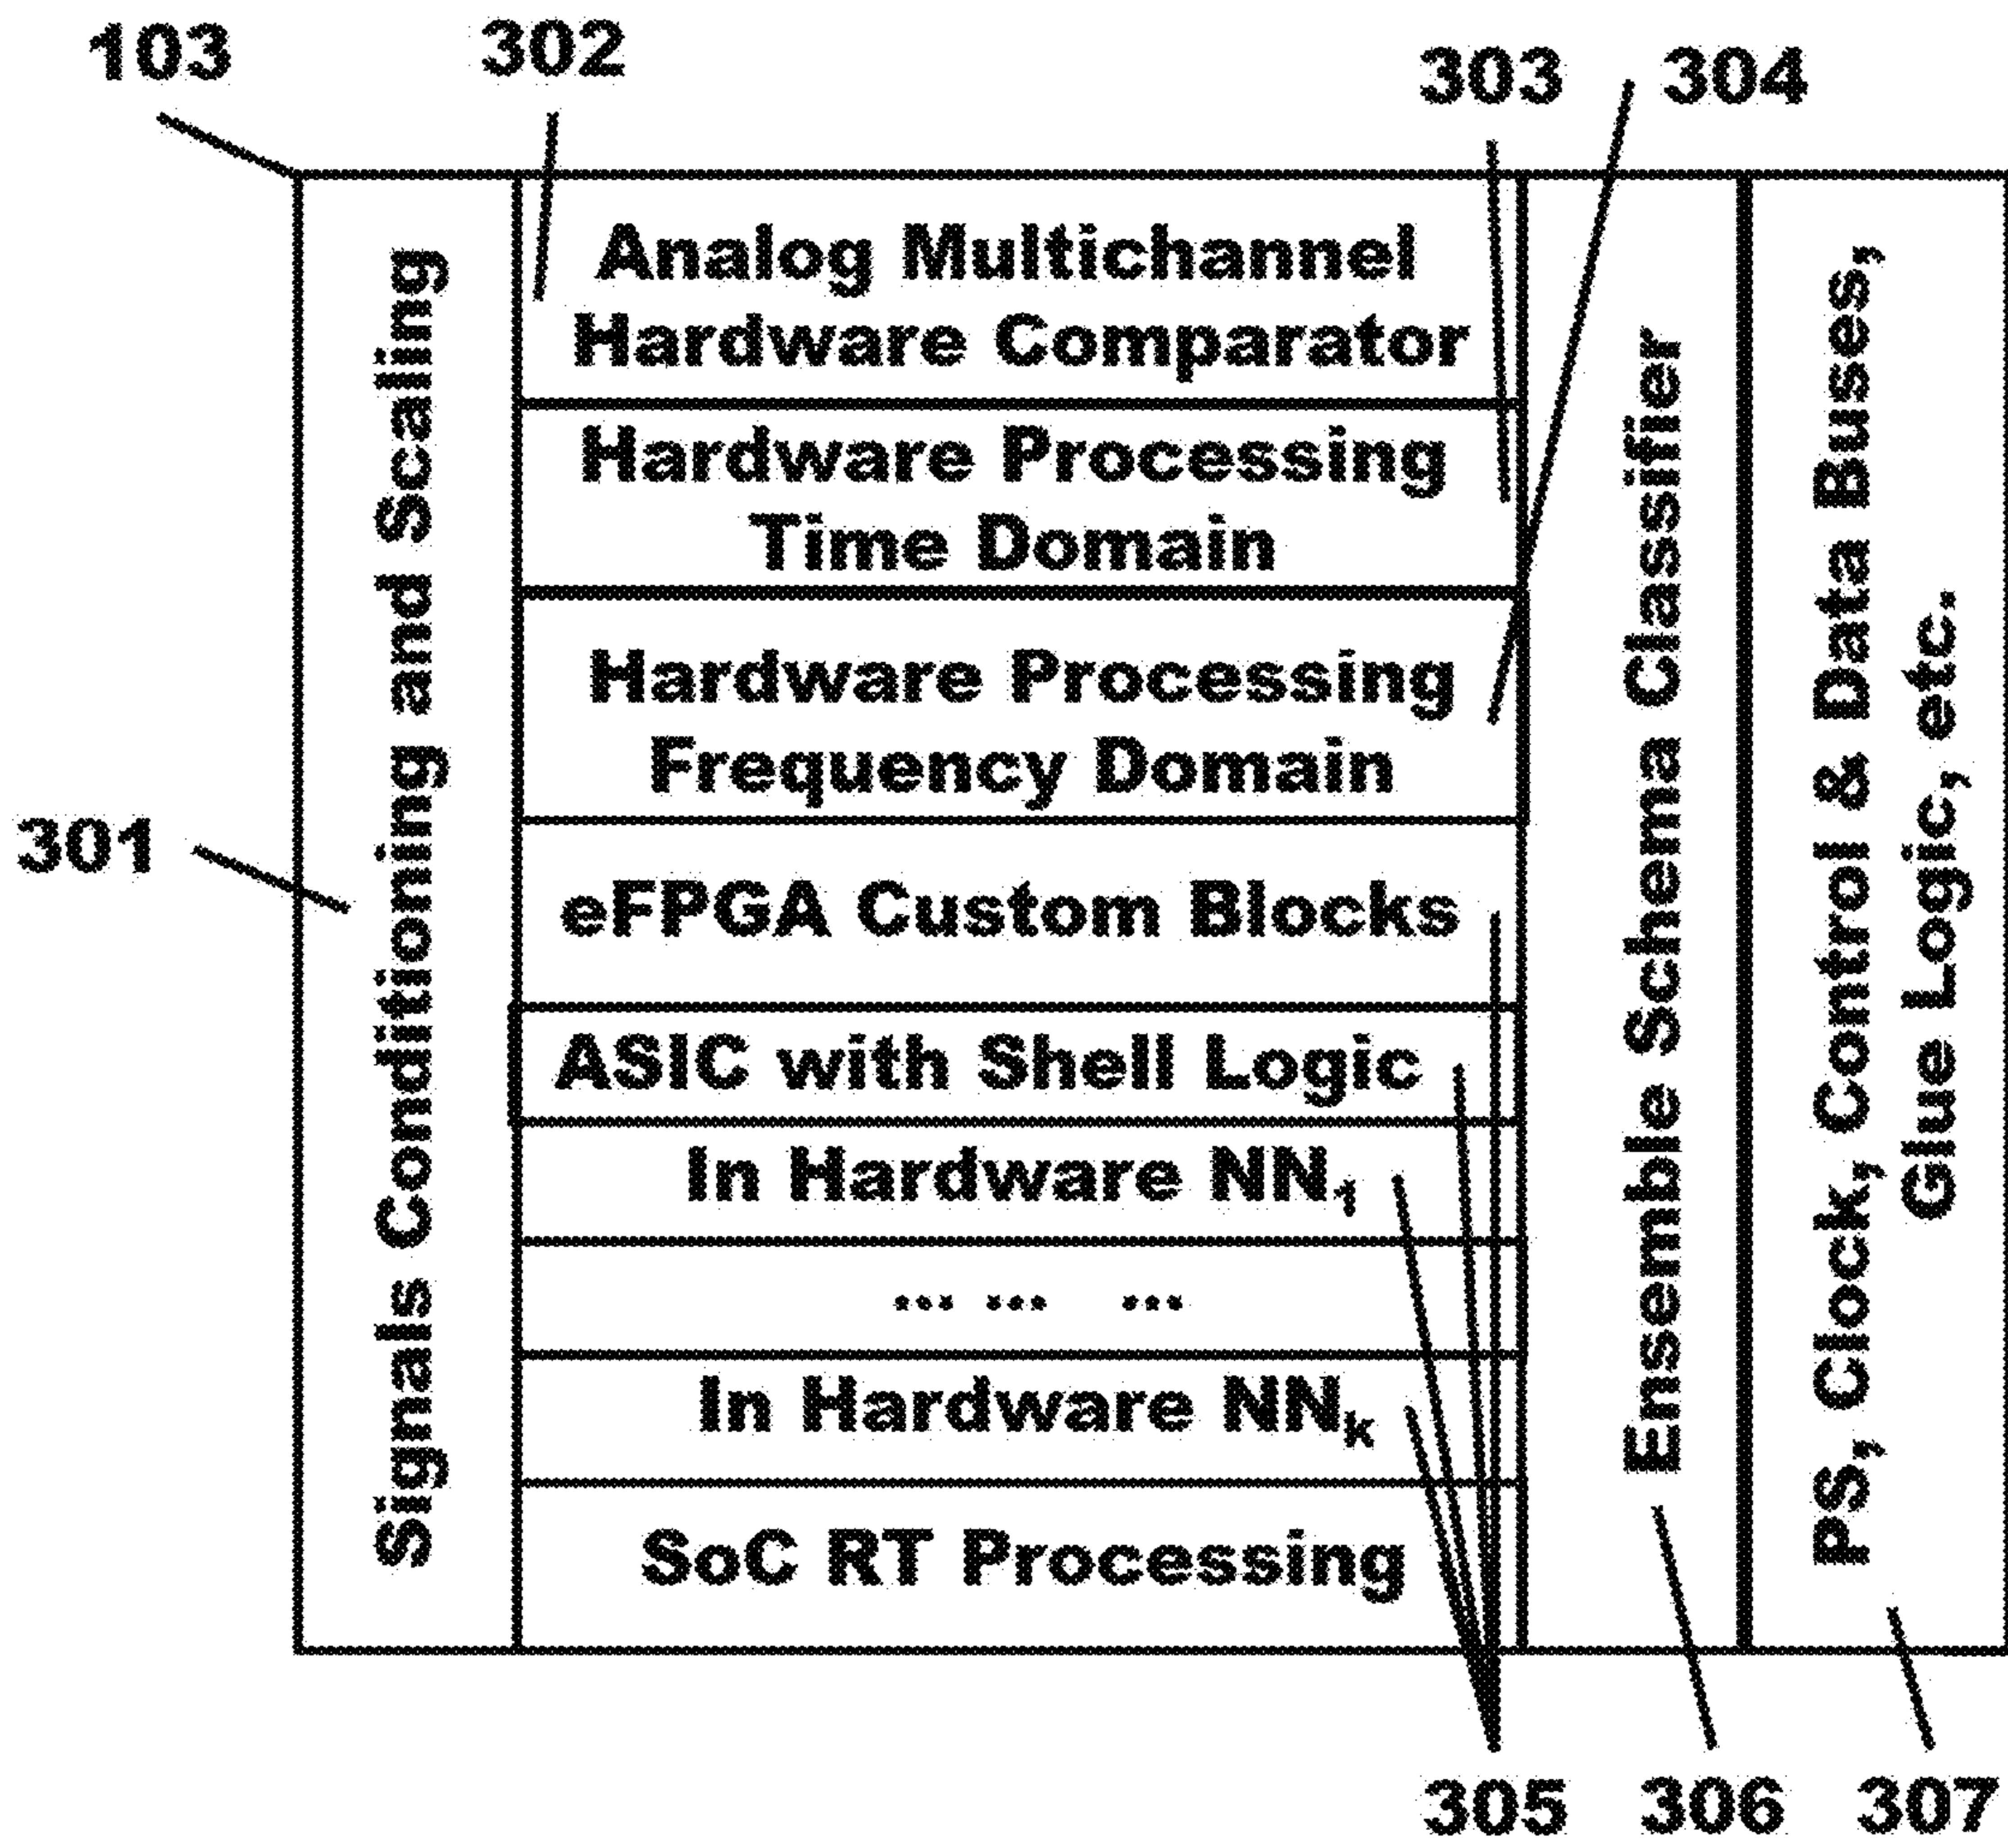 103
302
303
304
301
Signals Conditioning and Scaling
Analog Multichannel
Hardware Comparator
Hardware Processing
Time Domain
Hardware Processing
Frequency Domain
eFPGA Custom Blocks
ASIC with Shell Logic
In Hardware NN₁
... ... ...
In Hardware NNₖ
SoC RT Processing
Ensemble Schema Classifier
PS, Clock, Control & Data Buses,
Glue Logic, etc.
305
306
307